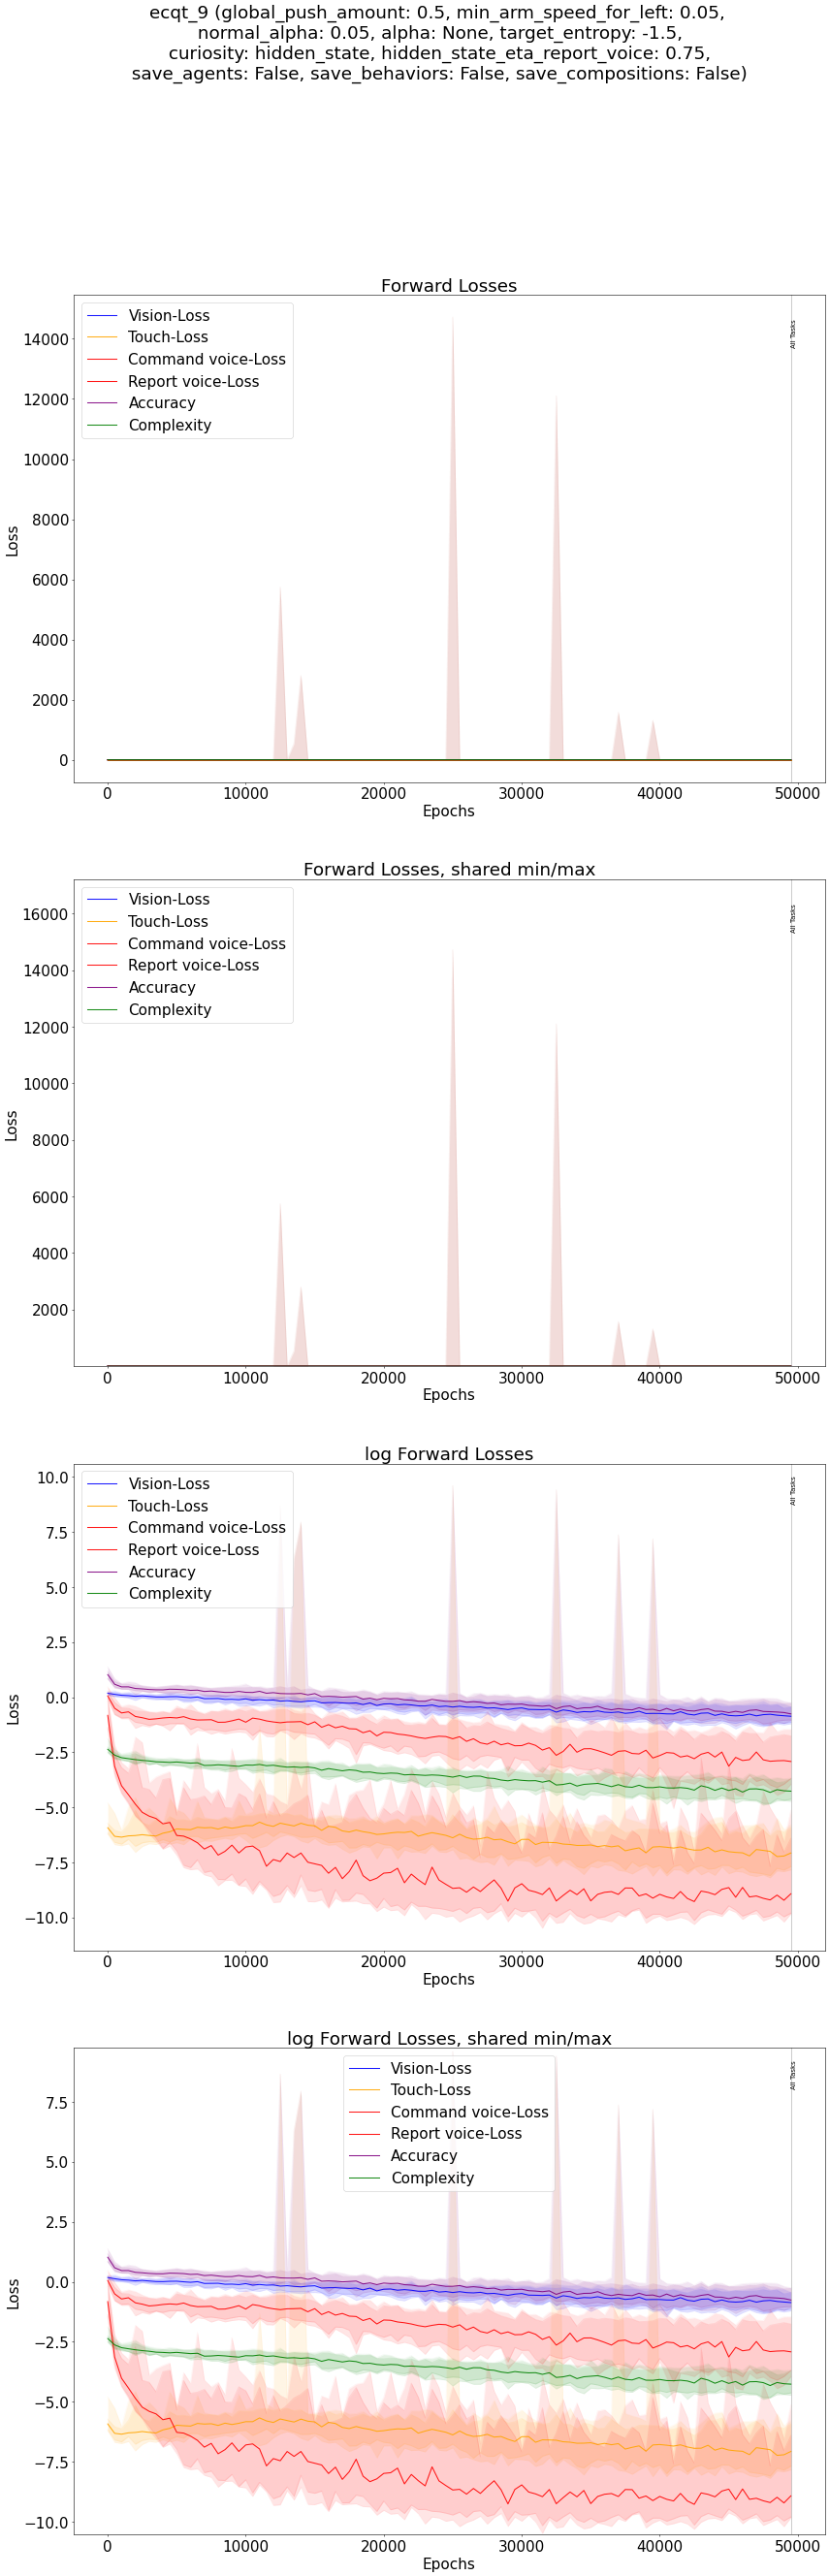 ecqt_9 (global_push_amount: 0.5, min_arm_speed_for_left: 0.05,
normal_alpha: 0.05, alpha: None, target_entropy: -1.5,
curiosity: hidden_state, hidden_state_eta_report_voice: 0.75,
save_agents: False, save_behaviors: False, save_compositions: False)
Forward Losses
Vision-Loss
Touch-Loss
Command voice-Loss
Report voice-Loss
Accuracy
Complexity
All Tasks
14000
12000
10000
8000
6000
4000
2000
0
Loss
0
10000
20000
30000
40000
50000
Epochs
Forward Losses, shared min/max
Vision-Loss
Touch-Loss
Command voice-Loss
Report voice-Loss
Accuracy
Complexity
All Tasks
16000
14000
12000
10000
8000
6000
4000
2000
Loss
0
10000
20000
30000
40000
50000
Epochs
log Forward Losses
Vision-Loss
Touch-Loss
Command voice-Loss
Report voice-Loss
Accuracy
Complexity
All Tasks
10.0
7.5
5.0
2.5
0.0
−2.5
−5.0
−7.5
−10.0
Loss
0
10000
20000
30000
40000
50000
Epochs
log Forward Losses, shared min/max
Vision-Loss
Touch-Loss
Command voice-Loss
Report voice-Loss
Accuracy
Complexity
All Tasks
7.5
5.0
2.5
0.0
−2.5
−5.0
−7.5
−10.0
Loss
0
10000
20000
30000
40000
50000
Epochs